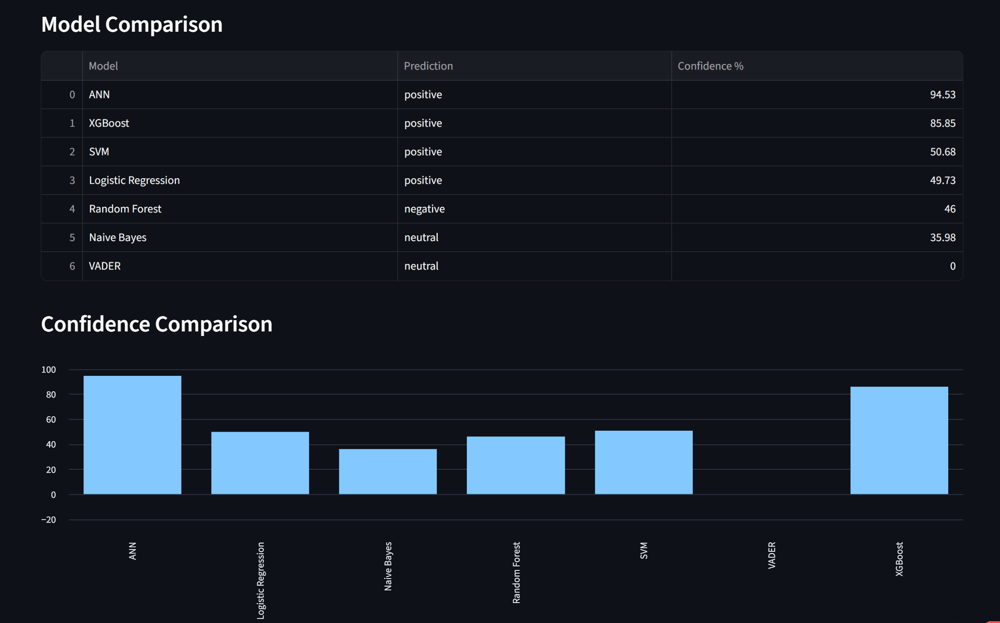 Model Comparison
Model Prediction Confidence %
0 ANN positive 94.53
1 XGBoost positive 85.85
2 SVM positive 50.68
3 Logistic Regression positive 49.73
4 Random Forest negative 46
5 Naive Bayes neutral 35.98
6 VADER neutral 0
Confidence Comparison
100
80
60
40
20
0
−20
ANN
Logistic Regression
Naive Bayes
Random Forest
SVM
VADER
XGBoost